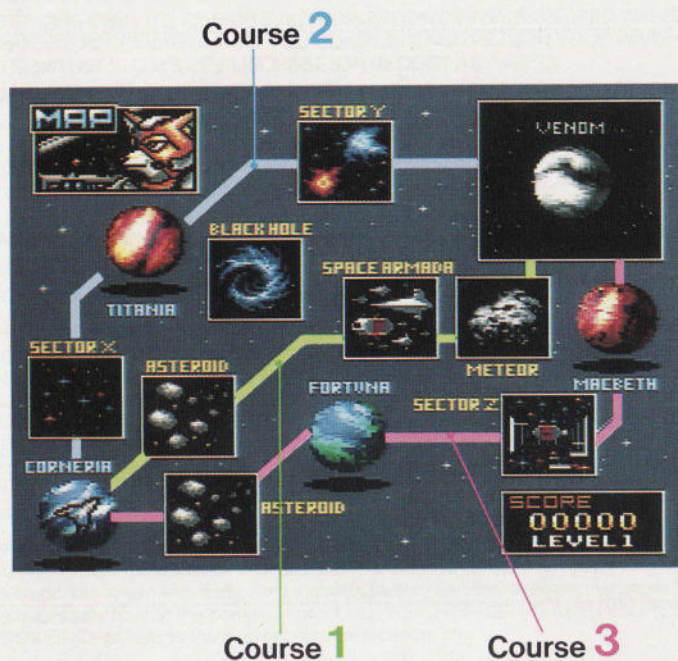 Course 2
MAP
SECTOR Y
VENOM
BLACK HOLE
TITANIA
SPACE ARMADA
SECTOR X
ASTEROID
METEOR
MACBETH
FORTUNA
SECTOR Z
CORNERIA
ASTEROID
SCORE
00000
LEVEL 1
Course 1
Course 3